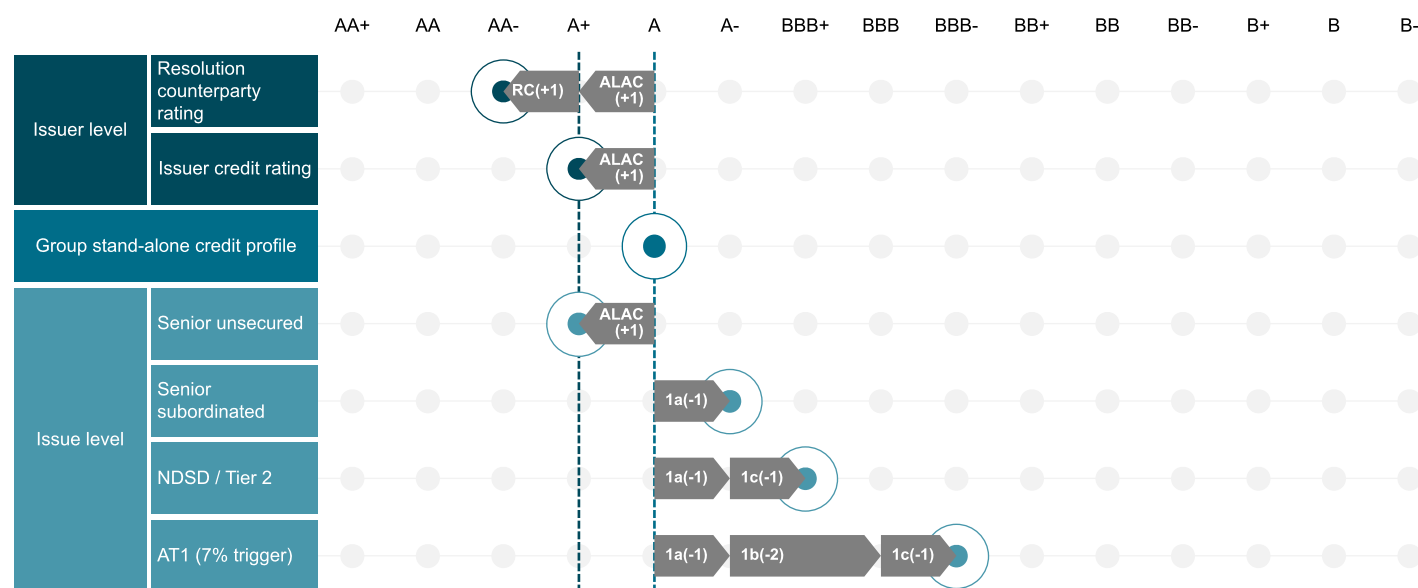 AA+ AA AA- A+ A A- BBB+ BBB BBB- BB+ BB BB- B+ B B-
Issuer level
Resolution
counterparty
rating
RC(+1)
ALAC
(+1)
Issuer credit rating
ALAC
(+1)
Group stand-alone credit profile
Issue level
Senior unsecured
ALAC
(+1)
Senior
subordinated
1a(-1)
NDSD / Tier 2
1a(-1) 1c(-1)
AT1 (7% trigger)
1a(-1) 1b(-2) 1c(-1)